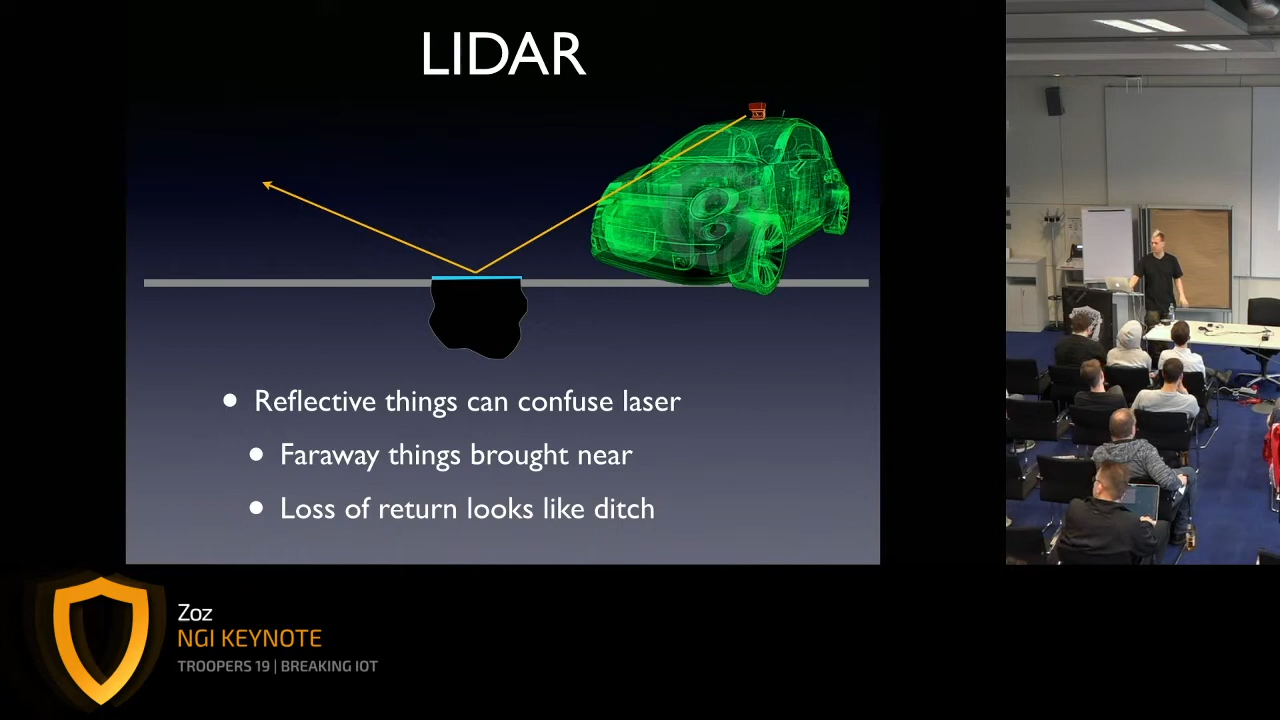 LIDAR
Reflective things can confuse laser
Faraway things brought near
Loss of return looks like ditch
Zoz
NGI KEYNOTE
TROOPERS 19 | BREAKING IOT